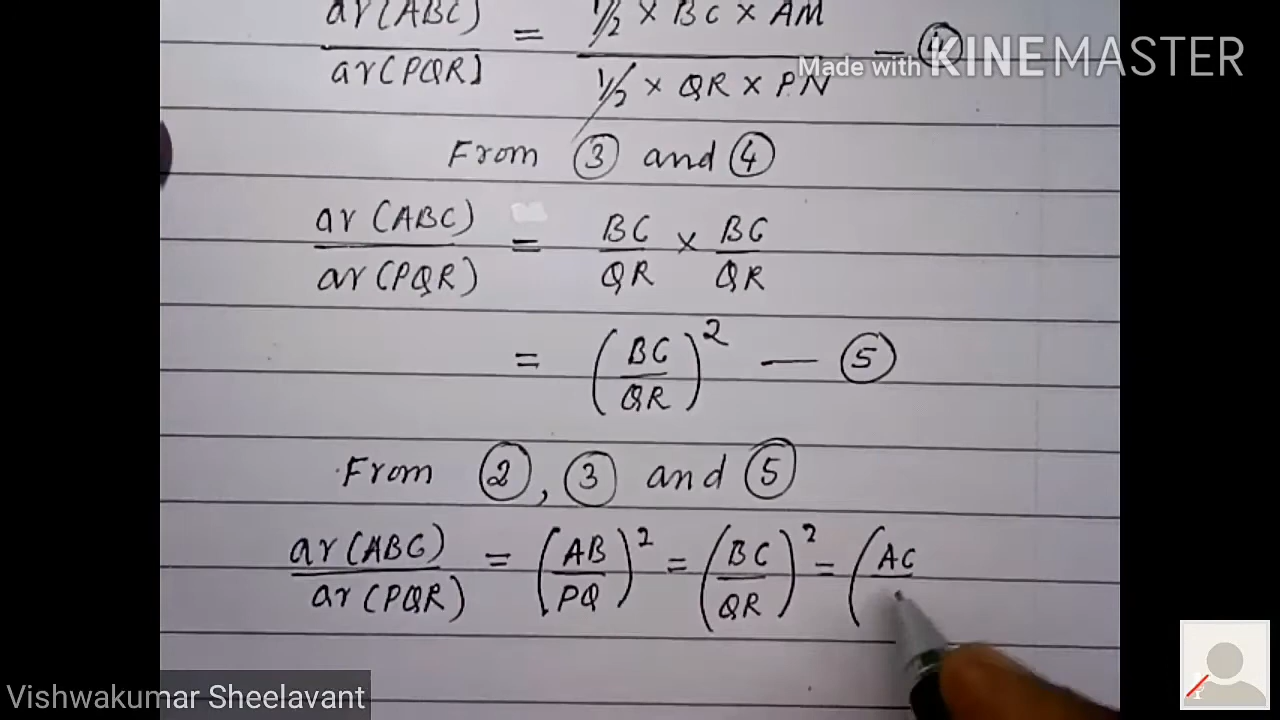 ar(ABC) / ar(PQR) = 1/2 × BC × AM / 1/2 × QR × PN — ④
Made with KINEMASTER
From ③ and ④
ar(ABC) / ar(PQR) = BC/QR × BC/QR
= (BC/QR)² — ⑤
From ②, ③ and ⑤
ar(ABC) / ar(PQR) = (AB/PQ)² = (BC/QR)² = (AC
Vishwakumar Sheelavant